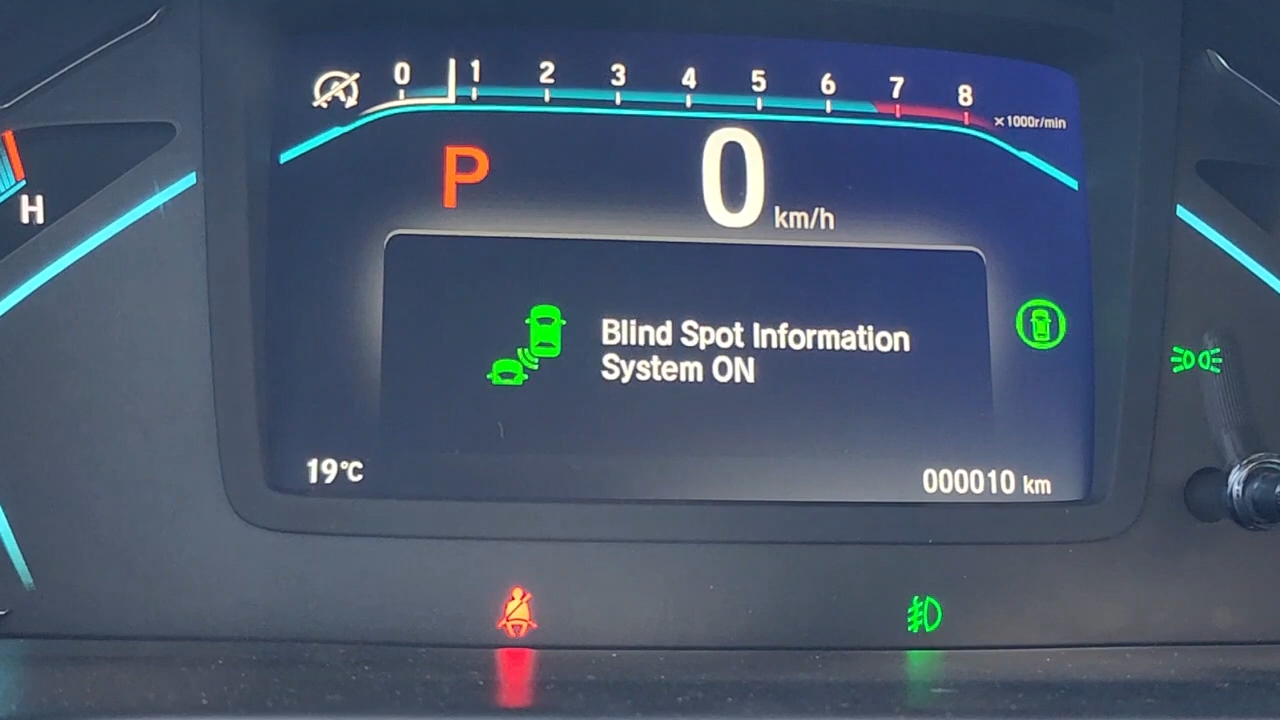 0 1 2 3 4 5 6 7 8
×1000r/min
P
0 km/h
H
Blind Spot Information
System ON
19°C
000010 km